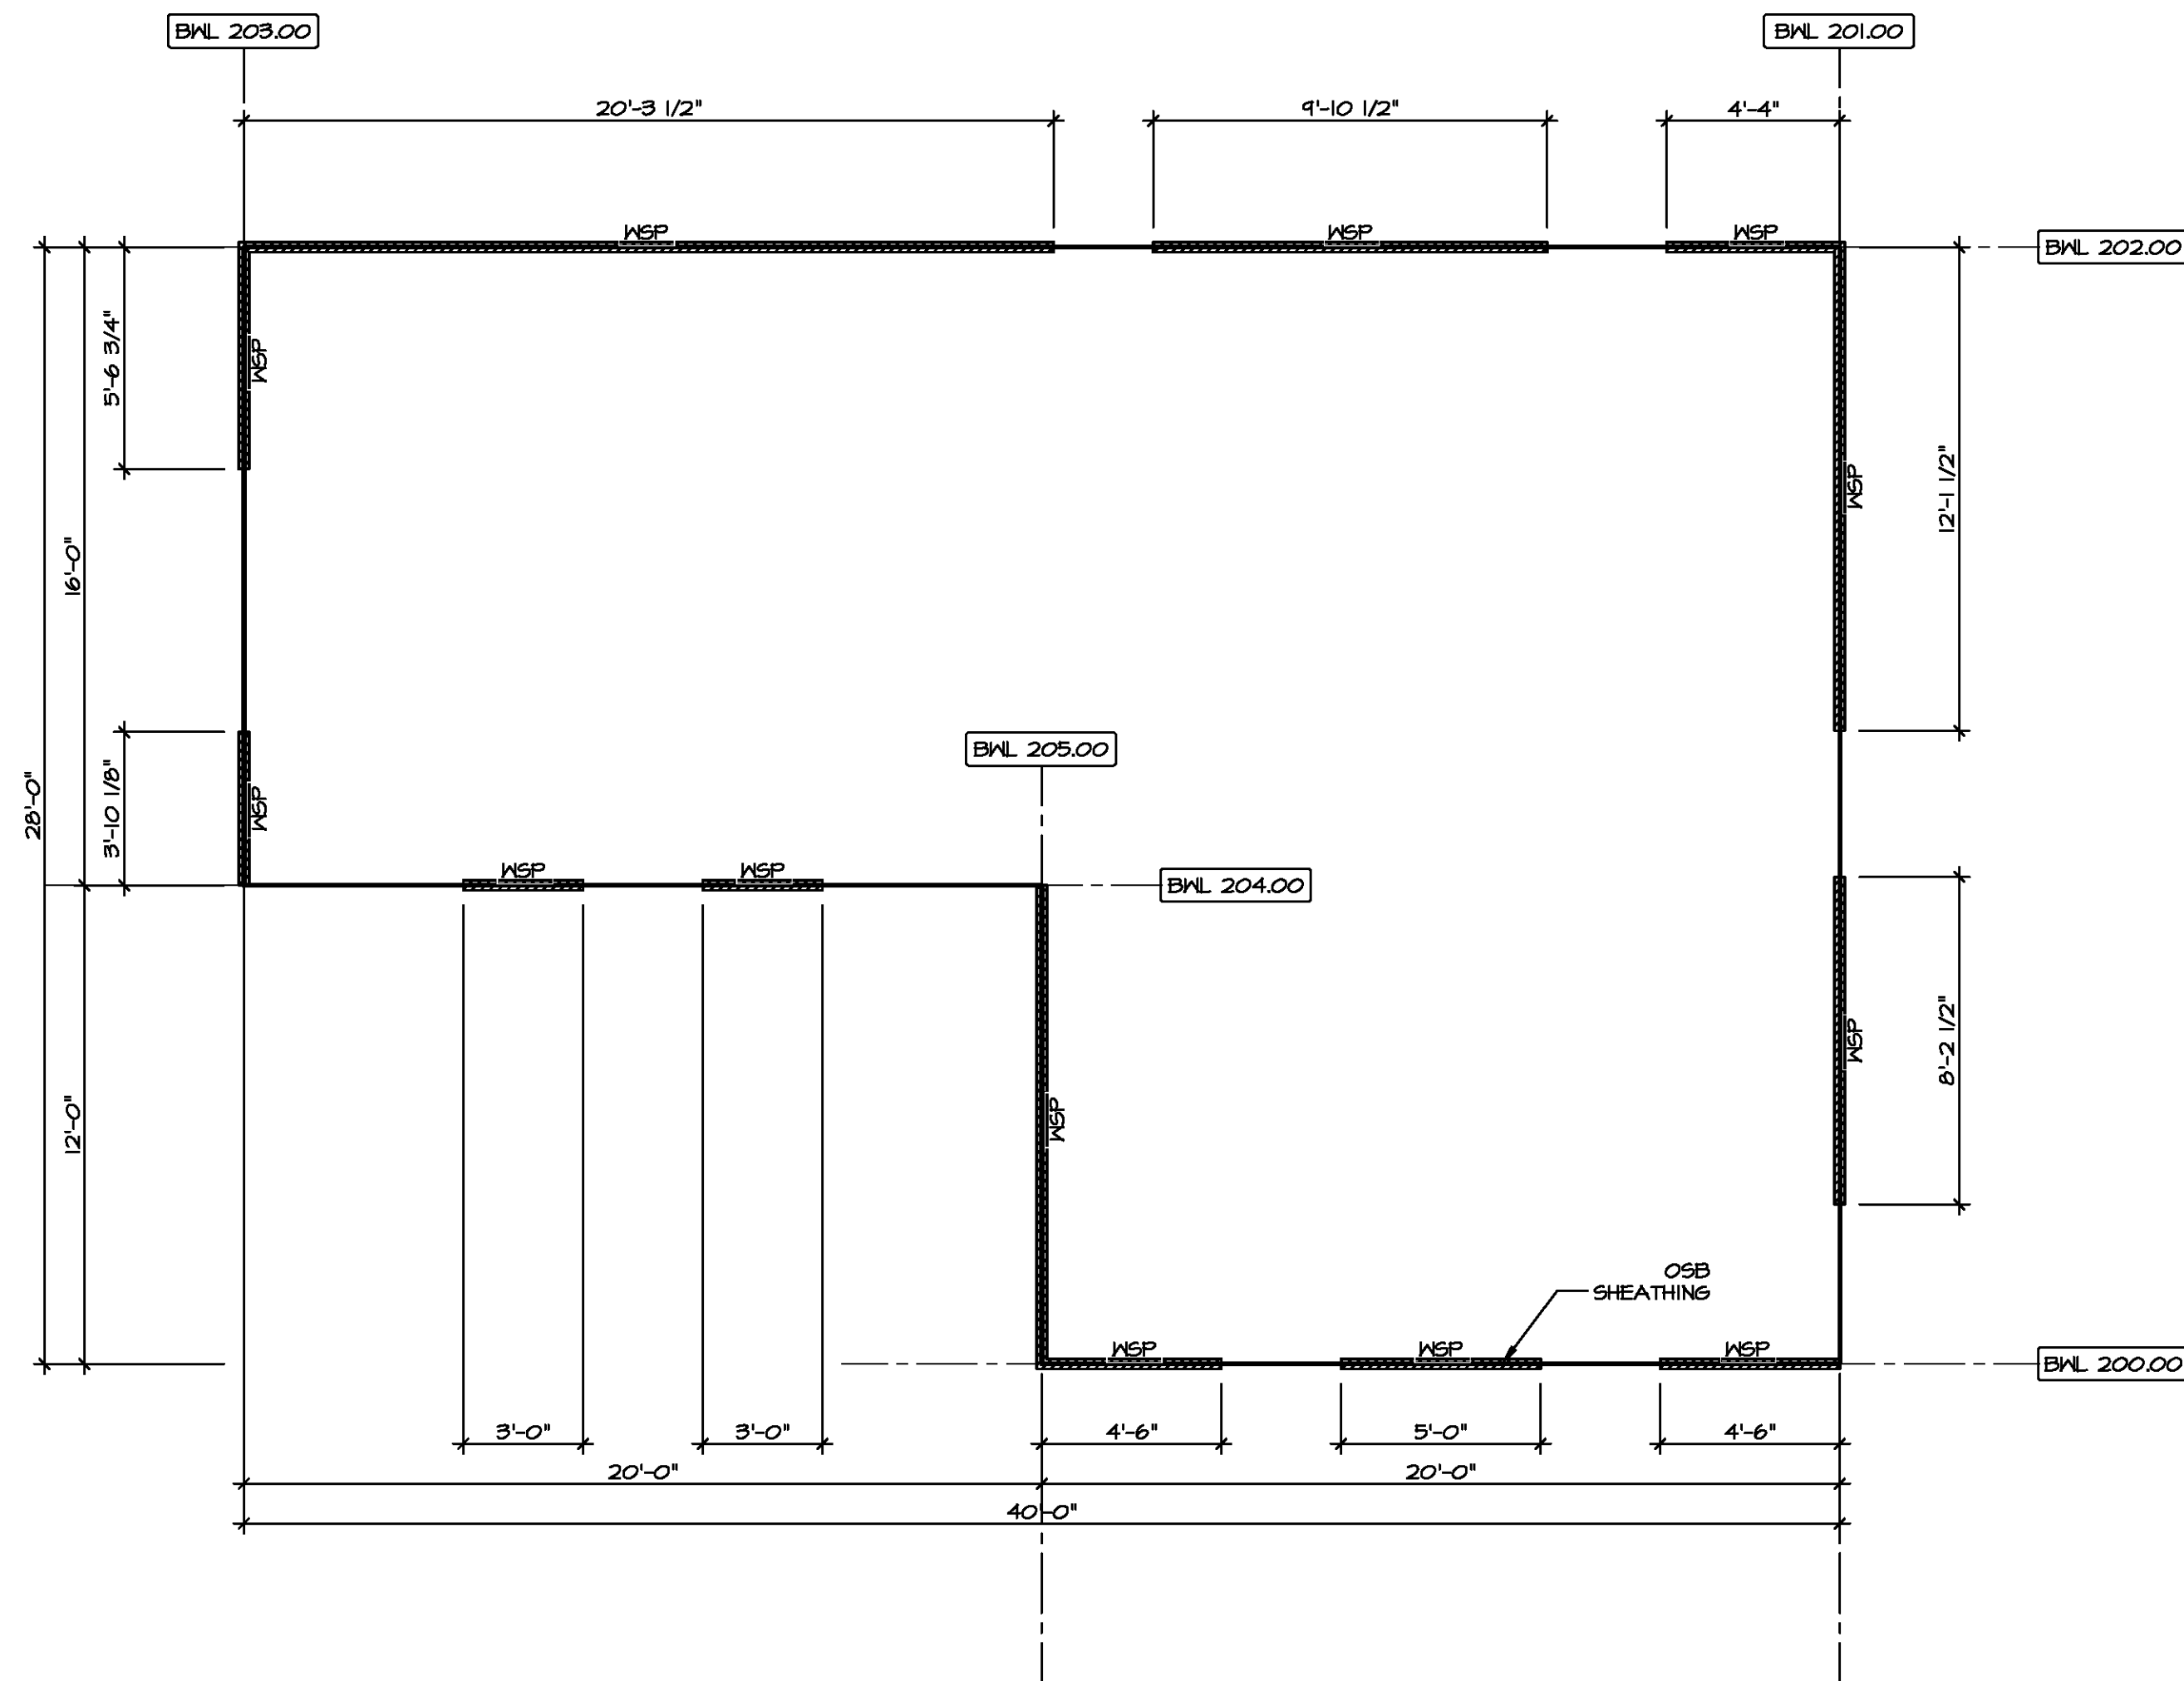 BWL 203.00
BWL 201.00
20'-3 1/2"
9'-10 1/2"
4'-4"
WSP
WSP
WSP
BWL 202.00
5'-6 3/4"
WSP
WSP
12'-1 1/2"
16'-0"
BWL 205.00
28'-0"
3'-10 1/8"
WSP
WSP
WSP
BWL 204.00
WSP
8'-2 1/2"
12'-0"
WSP
OSB
SHEATHING
WSP
WSP
WSP
BWL 200.00
3'-0"
3'-0"
4'-6"
5'-0"
4'-6"
20'-0"
20'-0"
40'-0"